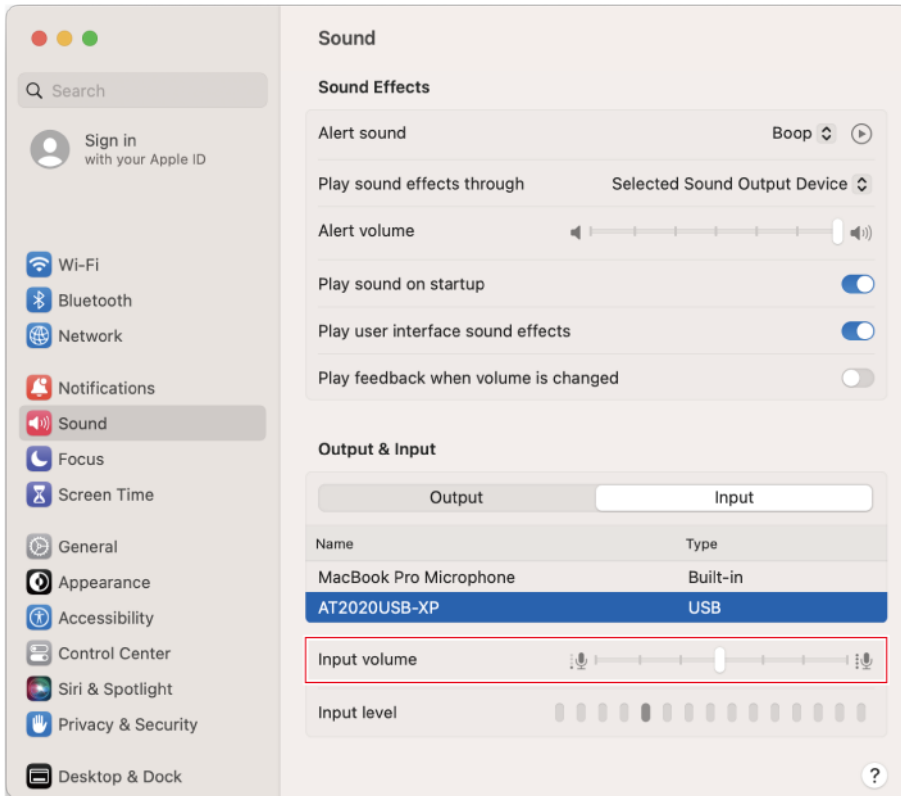 Search
Sign in
with your Apple ID
Wi-Fi
Bluetooth
Network
Notifications
Sound
Focus
Screen Time
General
Appearance
Accessibility
Control Center
Siri & Spotlight
Privacy & Security
Desktop & Dock
Sound
Sound Effects
Alert sound Boop
Play sound effects through Selected Sound Output Device
Alert volume
Play sound on startup
Play user interface sound effects
Play feedback when volume is changed
Output & Input
Output Input
Name Type
MacBook Pro Microphone Built-in
AT2020USB-XP USB
Input volume
Input level
?